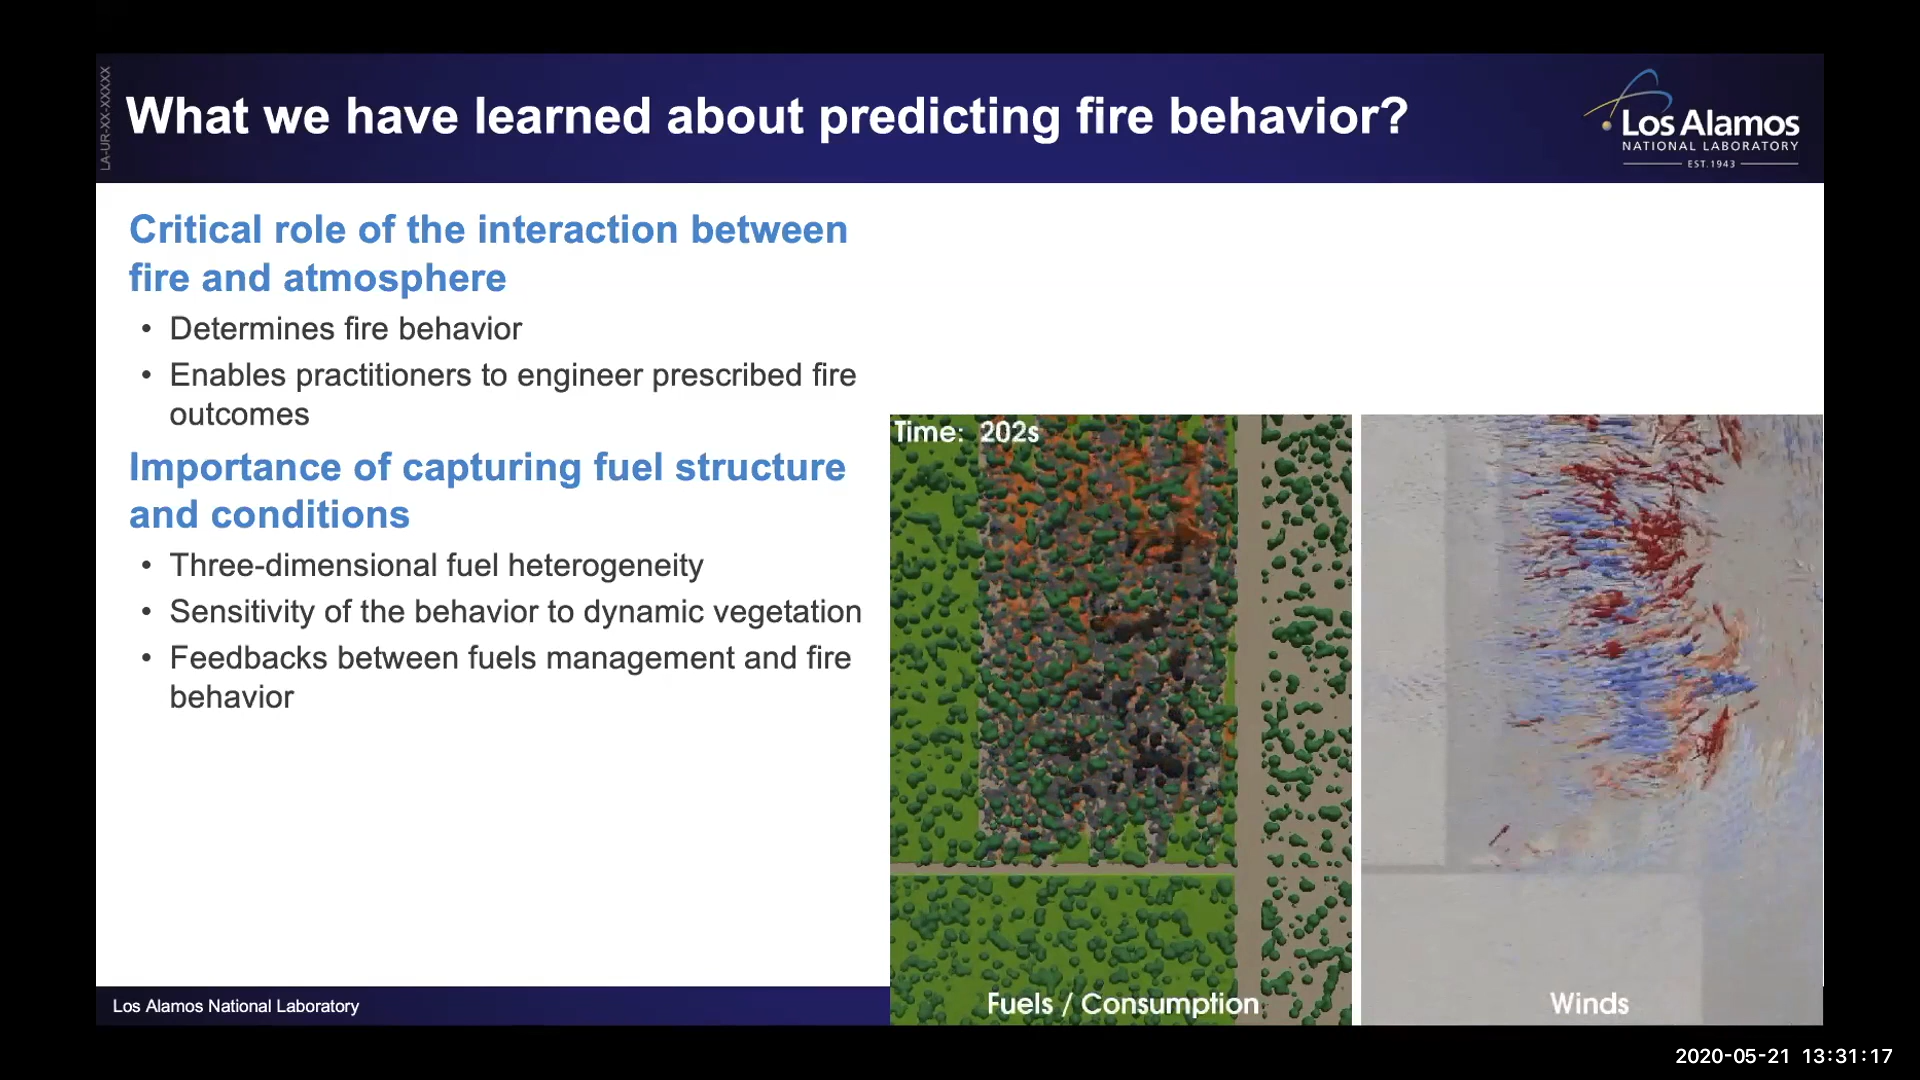 LA-UR-XX-XXXXX
What we have learned about predicting fire behavior?
Los Alamos
NATIONAL LABORATORY
EST.1943
Critical role of the interaction between
fire and atmosphere
• Determines fire behavior
• Enables practitioners to engineer prescribed fire
outcomes
Importance of capturing fuel structure
and conditions
• Three-dimensional fuel heterogeneity
• Sensitivity of the behavior to dynamic vegetation
• Feedbacks between fuels management and fire
behavior
Time: 202s
Fuels / Consumption
Winds
Los Alamos National Laboratory
2020-05-21 13:31:17